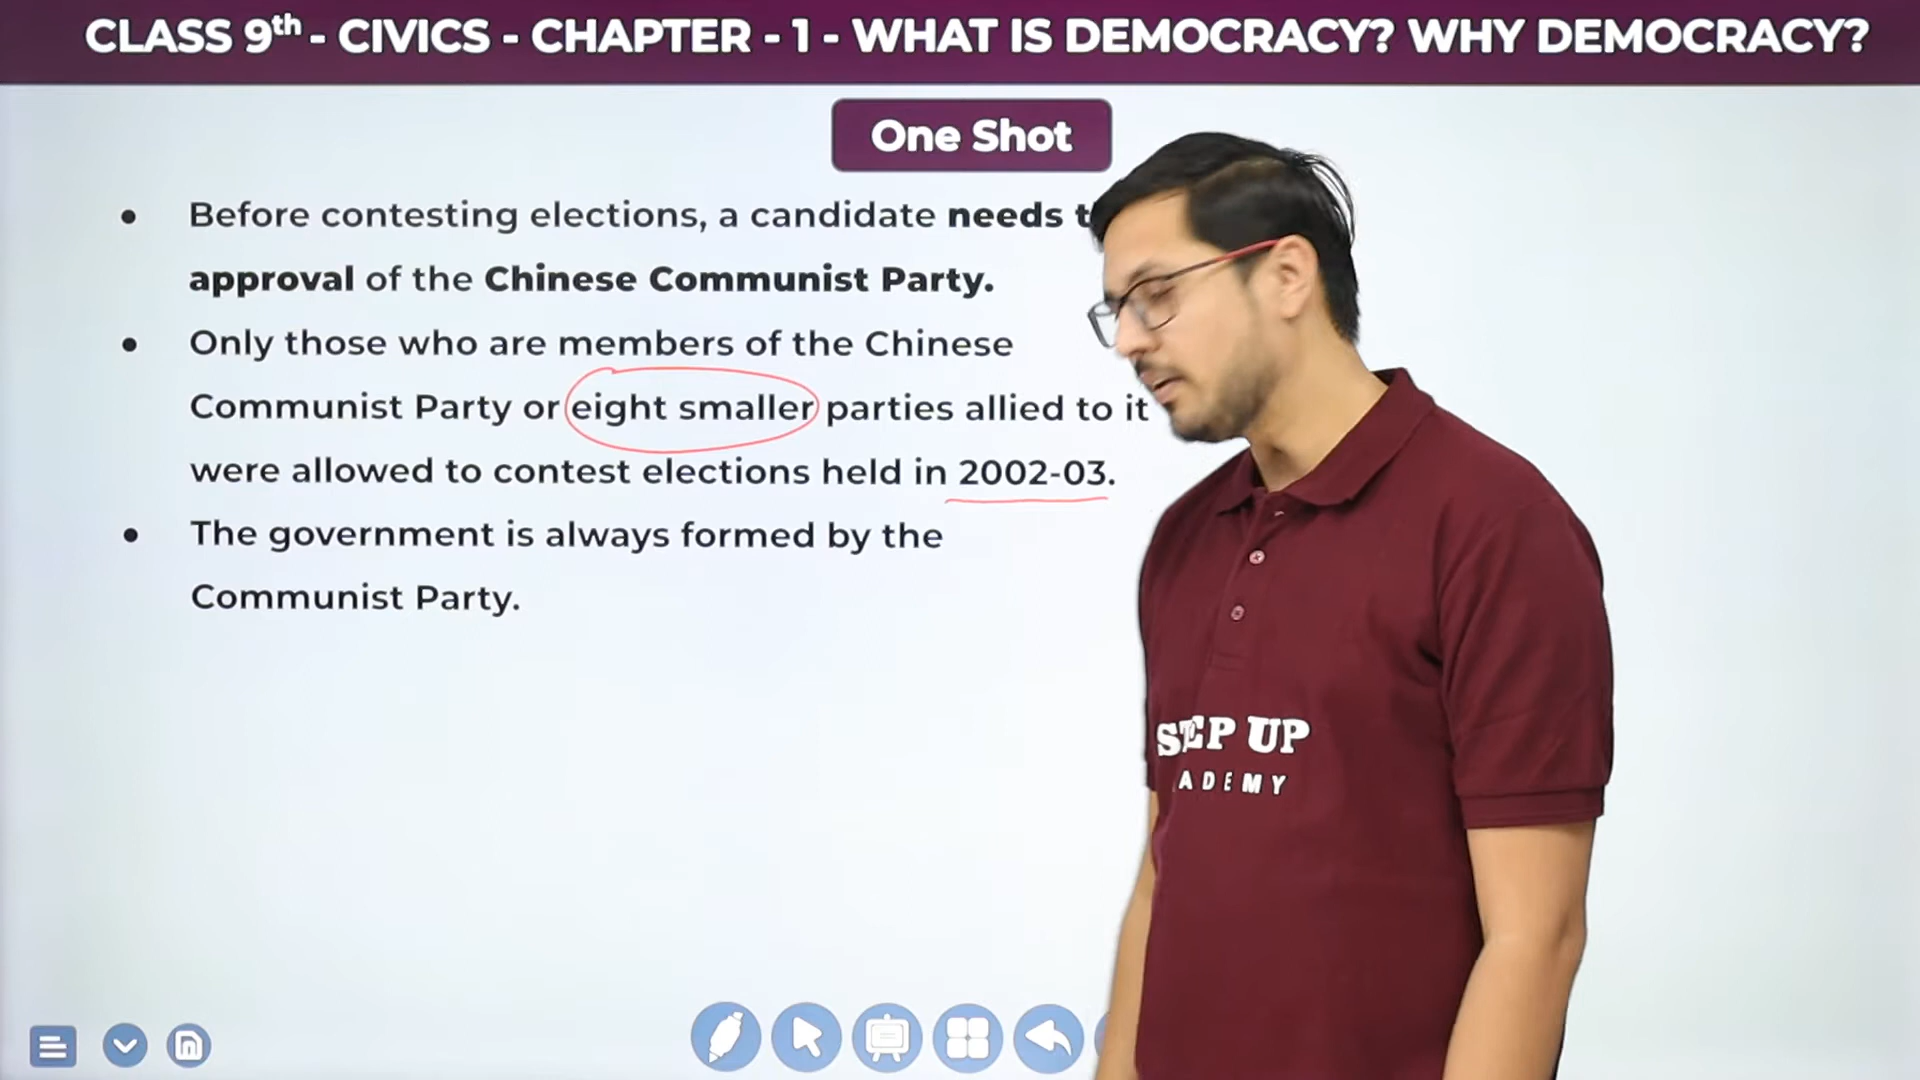 CLASS 9th - CIVICS - CHAPTER - 1 - WHAT IS DEMOCRACY? WHY DEMOCRACY?
One Shot
Before contesting elections, a candidate needs
approval of the Chinese Communist Party.
Only those who are members of the Chinese
Communist Party or eight smaller parties allied to it
were allowed to contest elections held in 2002-03.
The government is always formed by the
Communist Party.
STEP UP
ADEMY